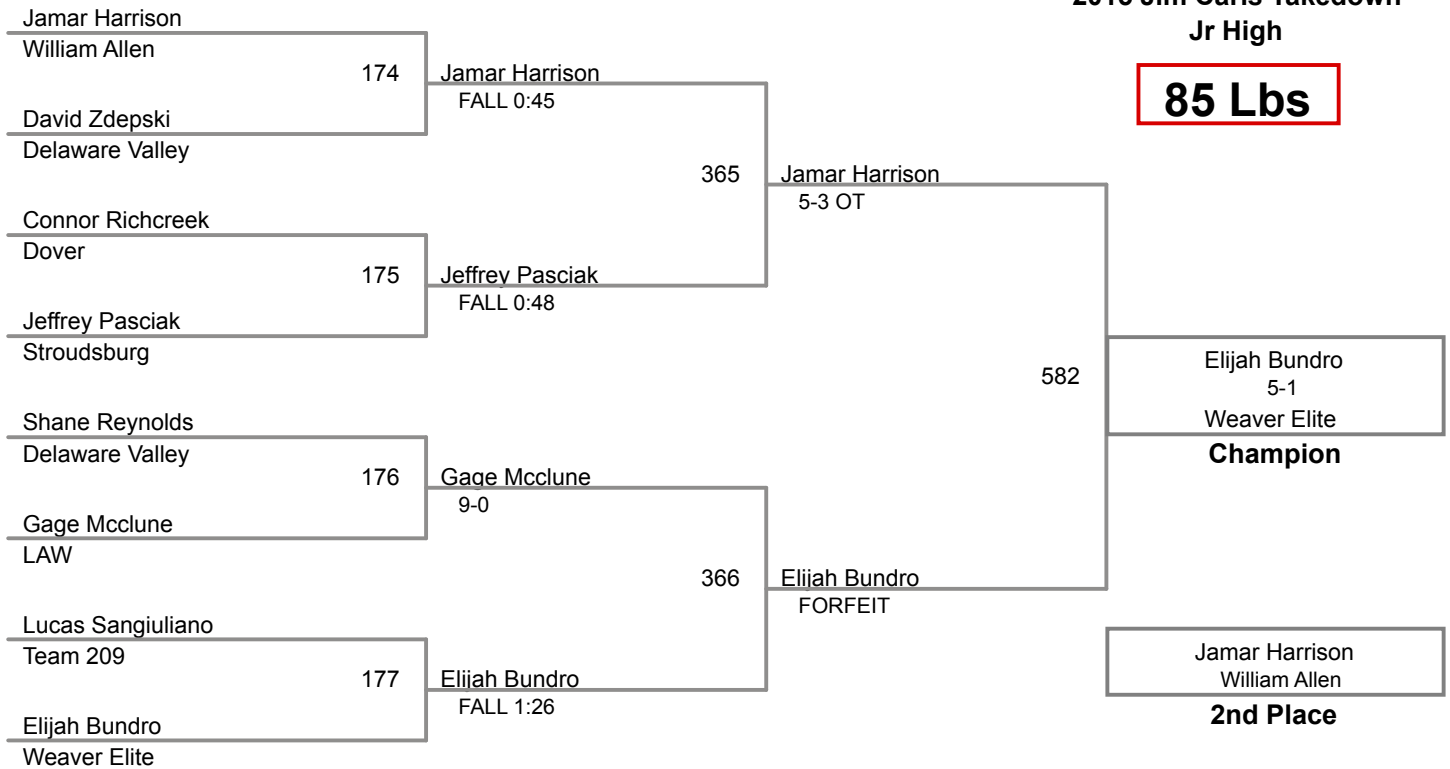 Jim Takedown
Jr High
85 Lbs
Jamar Harrison
William Allen
174
David Zdepski
Delaware Valley
Connor Richcreek
Dover
175
Jeffrey Pasciak
Stroudsburg
Shane Reynolds
Delaware Valley
176
Gage Mcclune
LAW
Lucas Sangiuliano
Team 209
177
Elijah Bundro
Weaver Elite
Jamar Harrison
FALL 0:45
365
Jeffrey Pasciak
FALL 0:48
Gage Mcclune
9-0
366
Elijah Bundro
FALL 1:26
Jamar Harrison
5-3 OT
582
Elijah Bundro
FORFEIT
Elijah Bundro
5-1
Weaver Elite
Champion
Jamar Harrison
William Allen
2nd Place